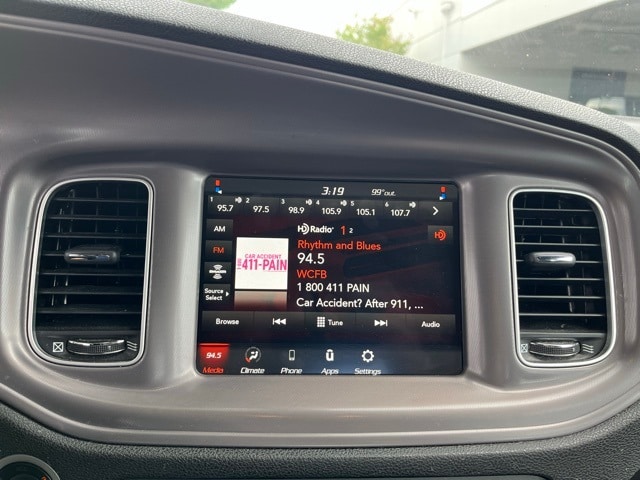 3:19 99° out.
1 2 3 4 5 6
95.7 97.5 98.9 105.9 105.1 107.7
AM
FM
SiriusXM
Source
Select
CAR ACCIDENT
411-PAIN
HD Radio 1 2
HD
Rhythm and Blues
94.5
WCFB
1 800 411 PAIN
Car Accident? After 911, ...
Browse Tune Audio
94.5
Media Climate Phone Apps Settings